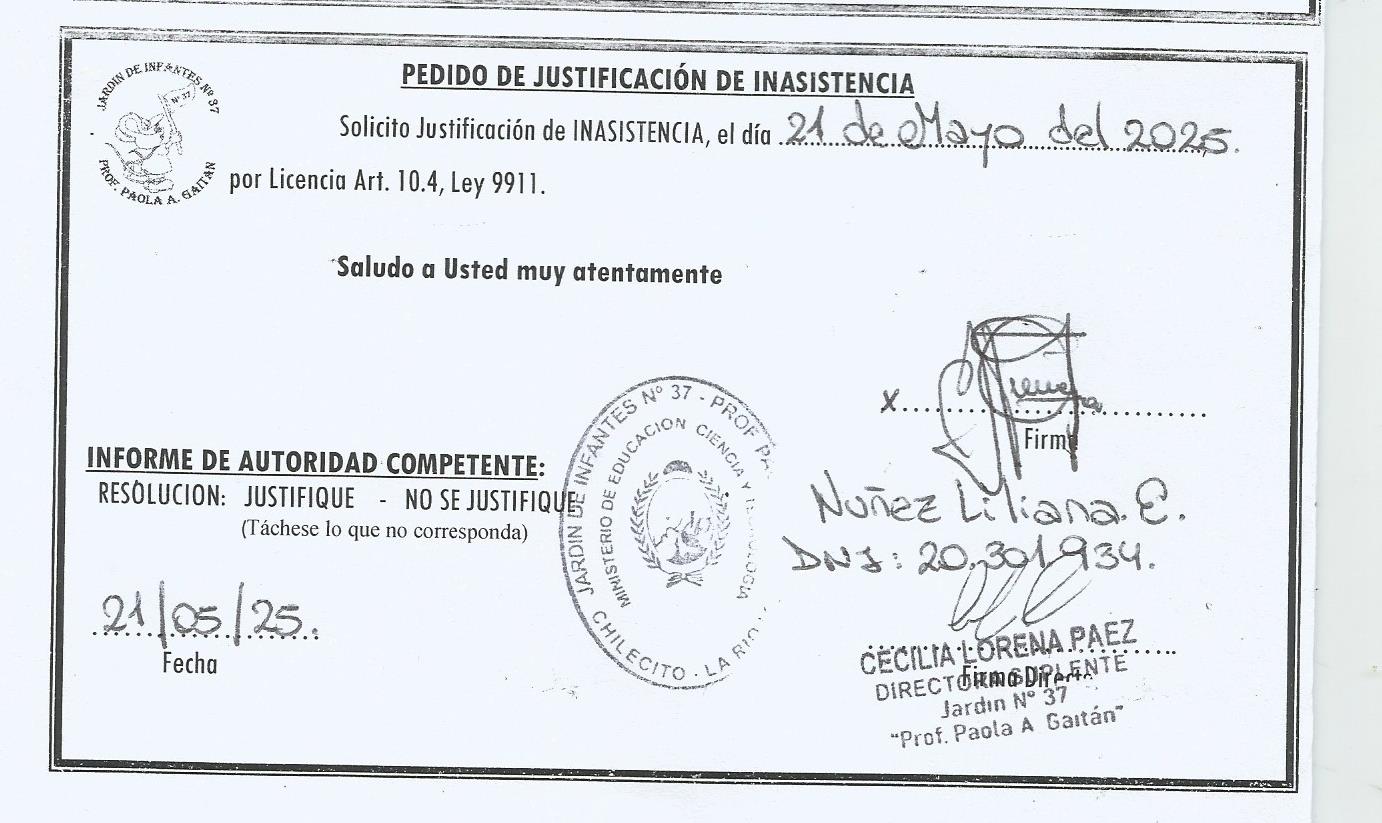 PEDIDO DE JUSTIFICACIÓN DE INASISTENCIA
JARDIN DE INFANTES Nº 37
Nº 37
PROF. PAOLA A. GAITAN
Solicito Justificación de INASISTENCIA, el día 21 de Mayo del 2025.
por Licencia Art. 10.4, Ley 9911.
Saludo a Usted muy atentamente
X
Firma
Nuñez Liliana. E.
DNI: 20.301.934.
INFORME DE AUTORIDAD COMPETENTE:
RESOLUCION: JUSTIFIQUE - NO SE JUSTIFIQUE
(Táchese lo que no corresponda)
JARDIN DE INFANTES Nº 37 - PROF PA
MINISTERIO DE EDUCACION CIENCIA Y TECNOLOGIA
CHILECITO - LA RIO
21/05/25.
Fecha
CECILIA LORENA PAEZ
DIRECTORA SUPLENTE
Firma Direct
Jardin Nº 37
"Prof. Paola A Gaitán"